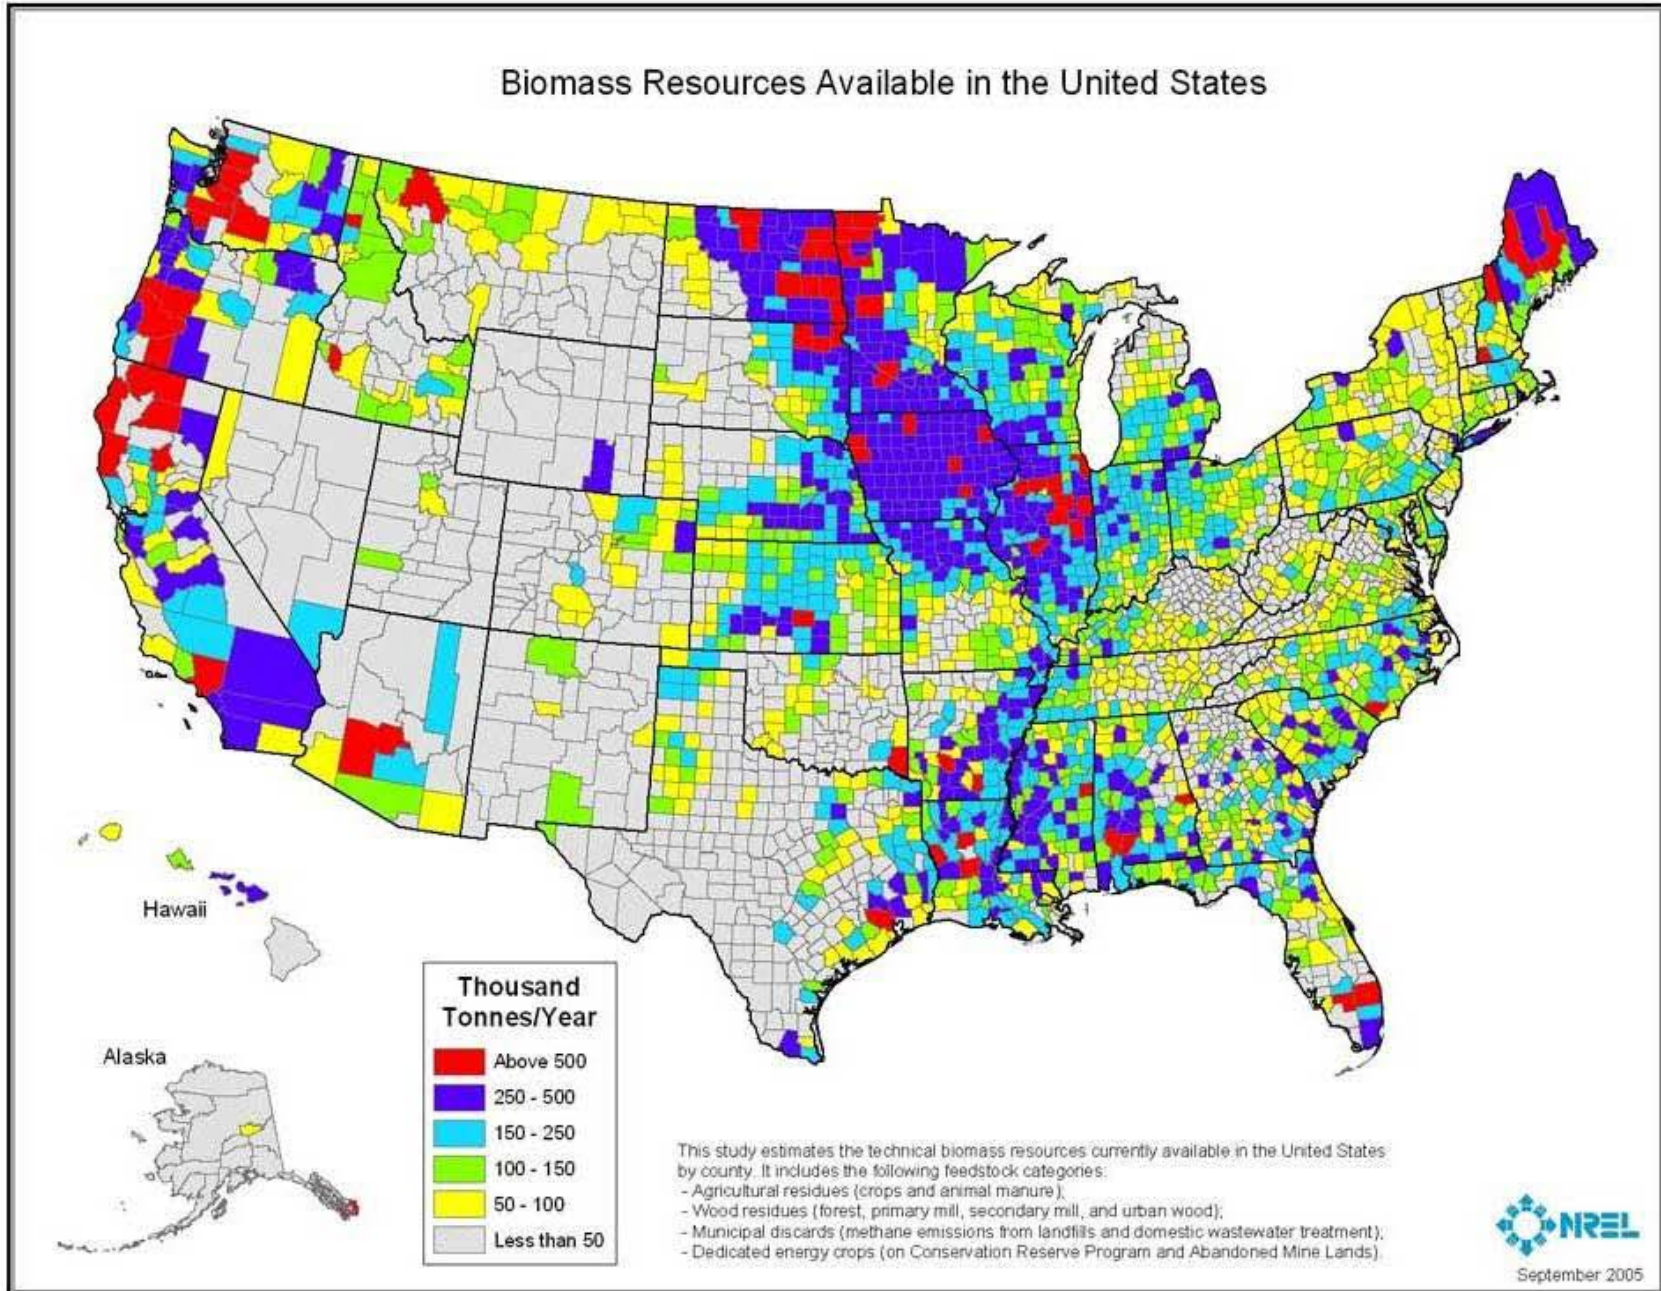 Biomass Resources Available in the United States
Hawaii
Alaska
Thousand
Tonnes/Year
Above 500
250 - 500
150 - 250
100 - 150
50 - 100
Less than 50
This study estimates the technical biomass resources currently available in the United States
by county. It includes the following feedstock categories:
- Agricultural residues (crops and animal manure);
- Wood residues (forest, primary mill, secondary mill, and urban wood);
- Municipal discards (methane emissions from landfills and domestic wastewater treatment);
- Dedicated energy crops (on Conservation Reserve Program and Abandoned Mine Lands).
NREL
September 2005